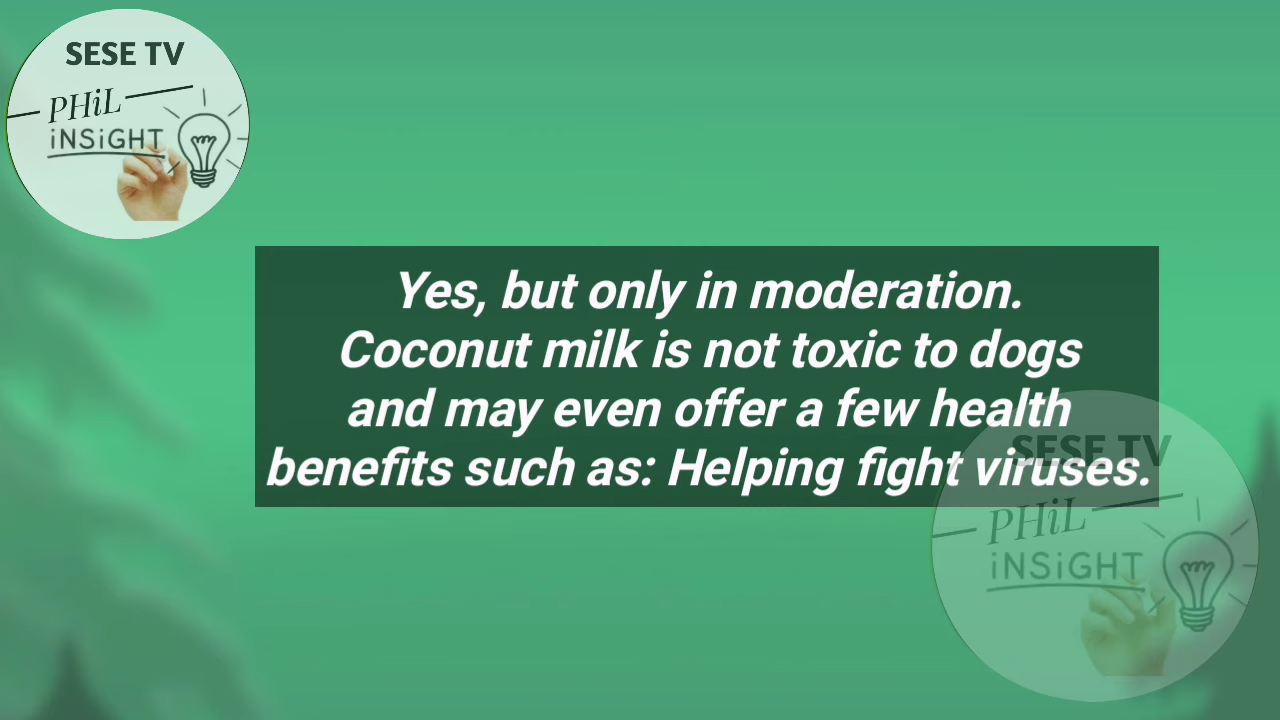 SESE TV
PHiL
iNSiGHT
Yes, but only in moderation.
Coconut milk is not toxic to dogs
and may even offer a few health
benefits such as: Helping fight viruses.
SESE TV
PHiL
iNSiGHT